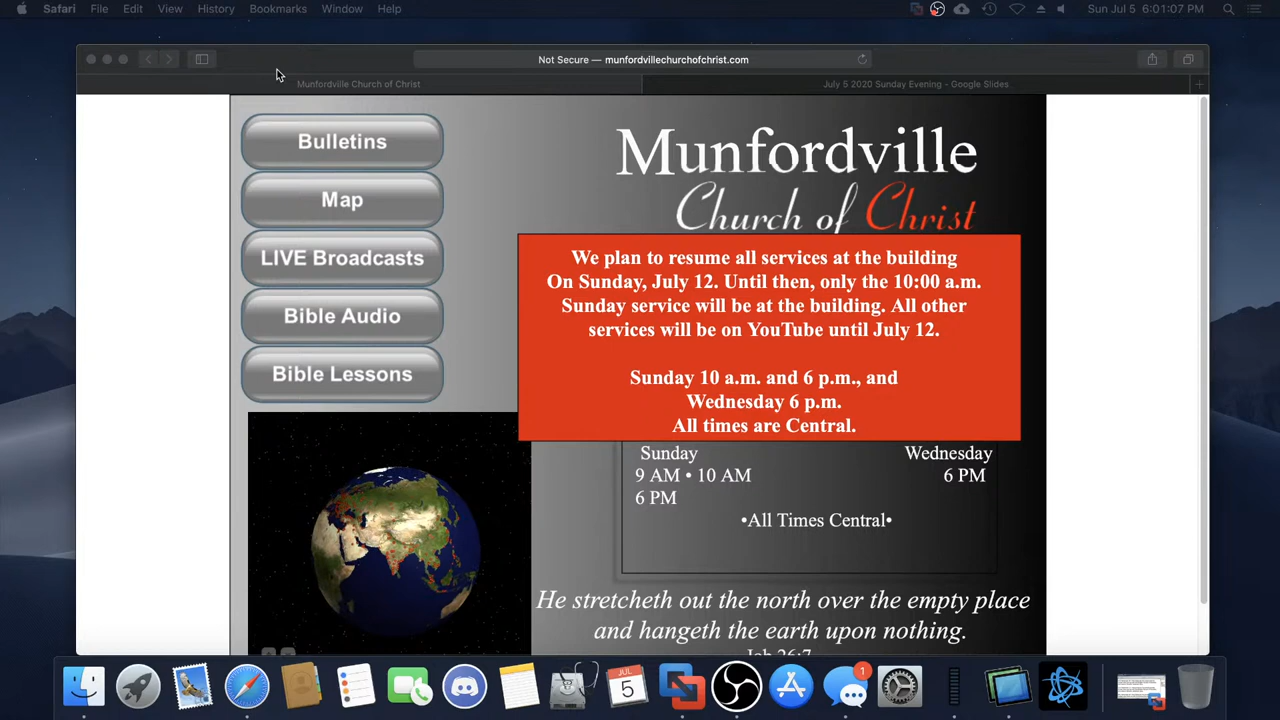 Safari File Edit View History Bookmarks Window Help Sun Jul 5 6:01:07 PM
Not Secure — munfordvillechurchofchrist.com
Munfordville Church of Christ
July 5 2020 Sunday Evening - Google Slides
Bulletins
Map
LIVE Broadcasts
Bible Audio
Bible Lessons
Munfordville
Church of Christ
We plan to resume all services at the building
On Sunday, July 12. Until then, only the 10:00 a.m.
Sunday service will be at the building. All other
services will be on YouTube until July 12.
Sunday 10 a.m. and 6 p.m., and
Wednesday 6 p.m.
All times are Central.
Sunday Wednesday
9 AM • 10 AM 6 PM
6 PM
•All Times Central•
He stretcheth out the north over the empty place
and hangeth the earth upon nothing.
Job 26:7
JUL
5
1